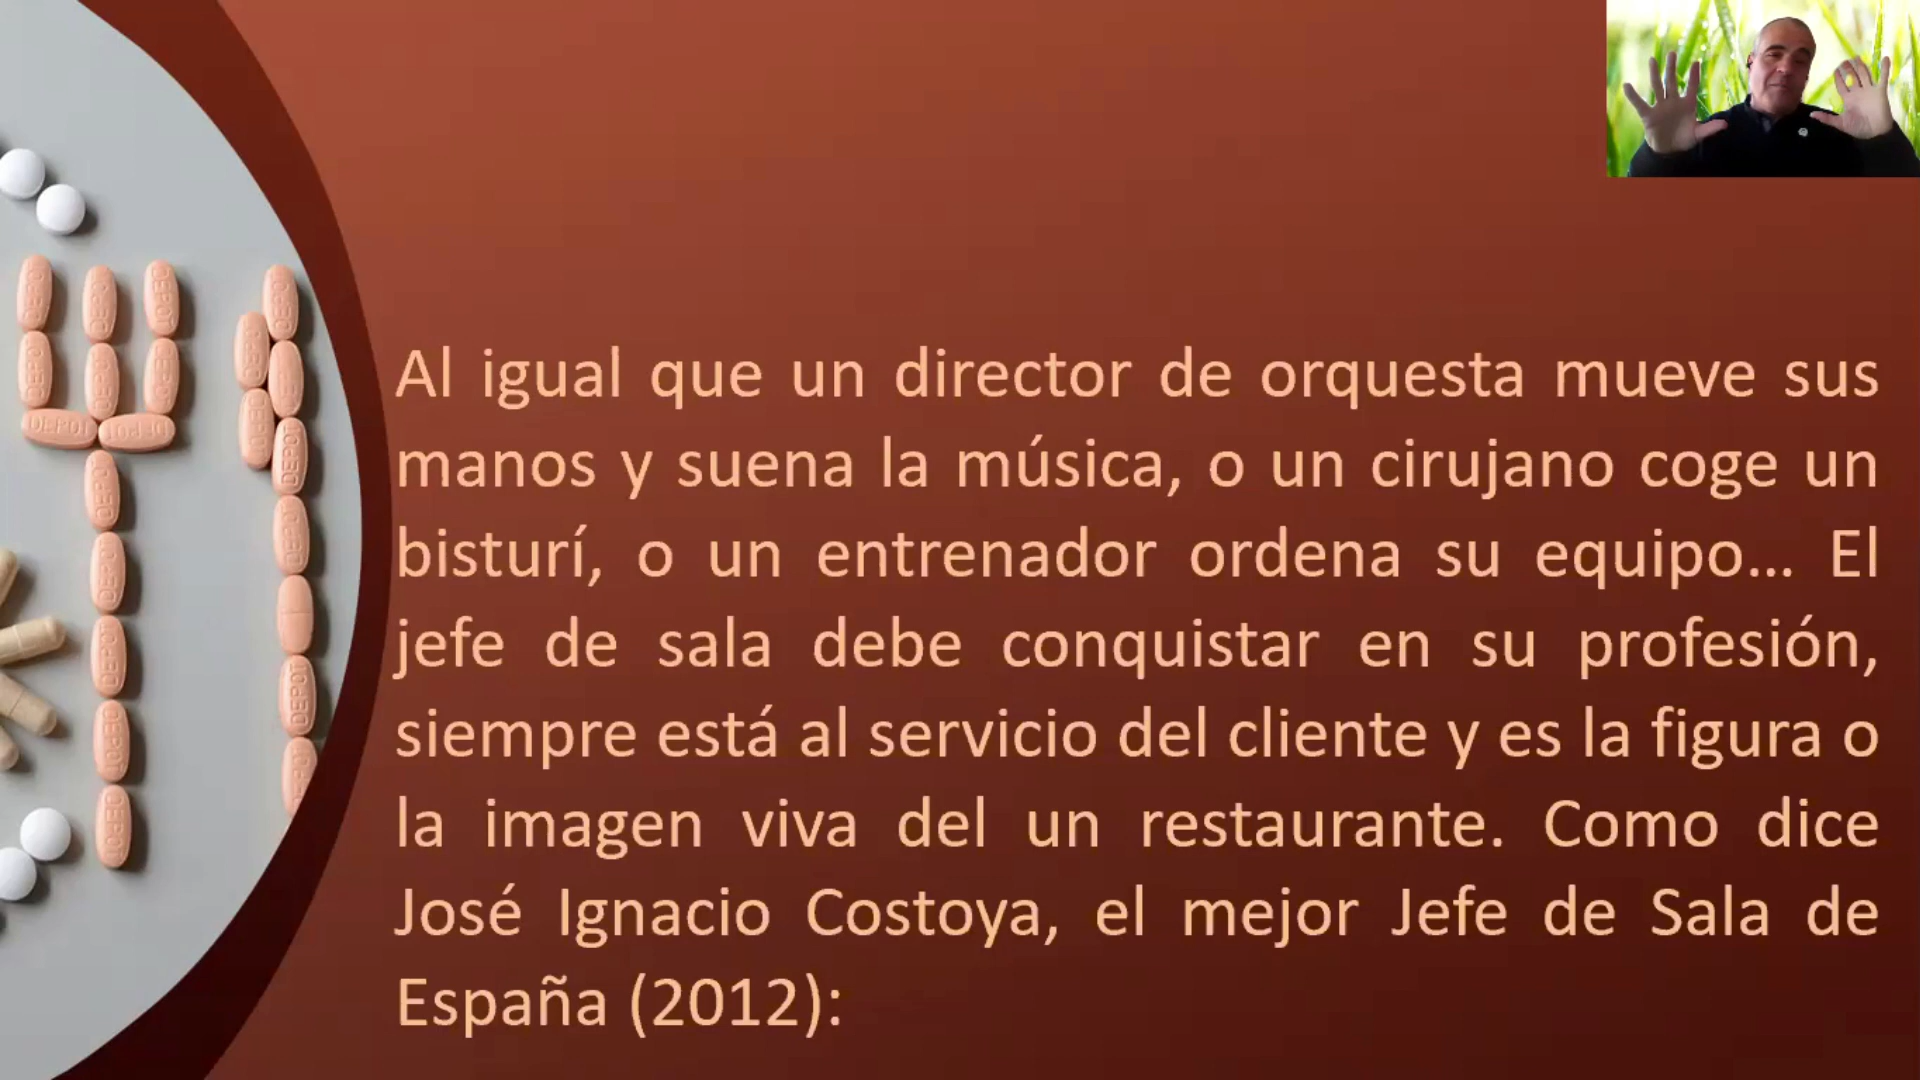 Al igual que un director de orquesta mueve sus
manos y suena la música, o un cirujano coge un
bisturí, o un entrenador ordena su equipo... El
jefe de sala debe conquistar en su profesión,
siempre está al servicio del cliente y es la figura o
la imagen viva del un restaurante. Como dice
José Ignacio Costoya, el mejor Jefe de Sala de
España (2012):
DEPOT